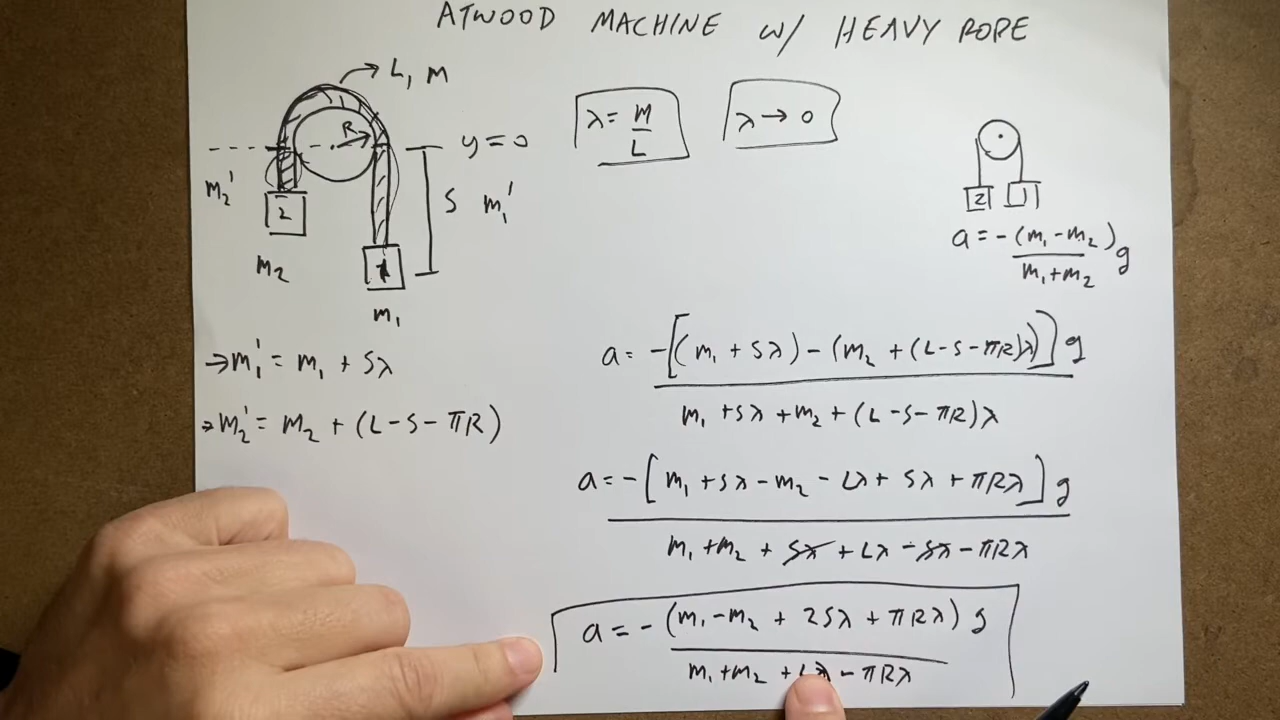 ATWOOD MACHINE W/ HEAVY ROPE
L, M
R
y=0
m₂'
S m₁'
2
1
m₂
m₁
λ = M/L
λ → 0
2 1
a = -(m₁-m₂)/(m₁+m₂) g
→ m₁' = m₁ + Sλ
→ m₂' = m₂ + (L-S-πR)
a = -[(m₁ + Sλ) - (m₂ + (L-S-πR)λ)] g / m₁ + Sλ + m₂ + (L-S-πR)λ
a = -[m₁ + Sλ - m₂ - Lλ + Sλ + πRλ] g / m₁ + m₂ + Sλ + Lλ - Sλ - πRλ
a = -(m₁-m₂ + 2Sλ + πRλ) g / m₁+m₂ + Lλ - πRλ